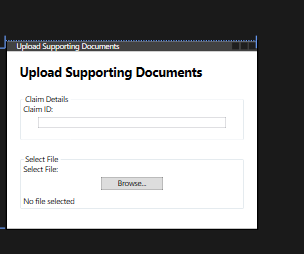 Upload Supporting Documents
Upload Supporting Documents
Claim Details
Claim ID:
Select File
Select File:
Browse...
No file selected